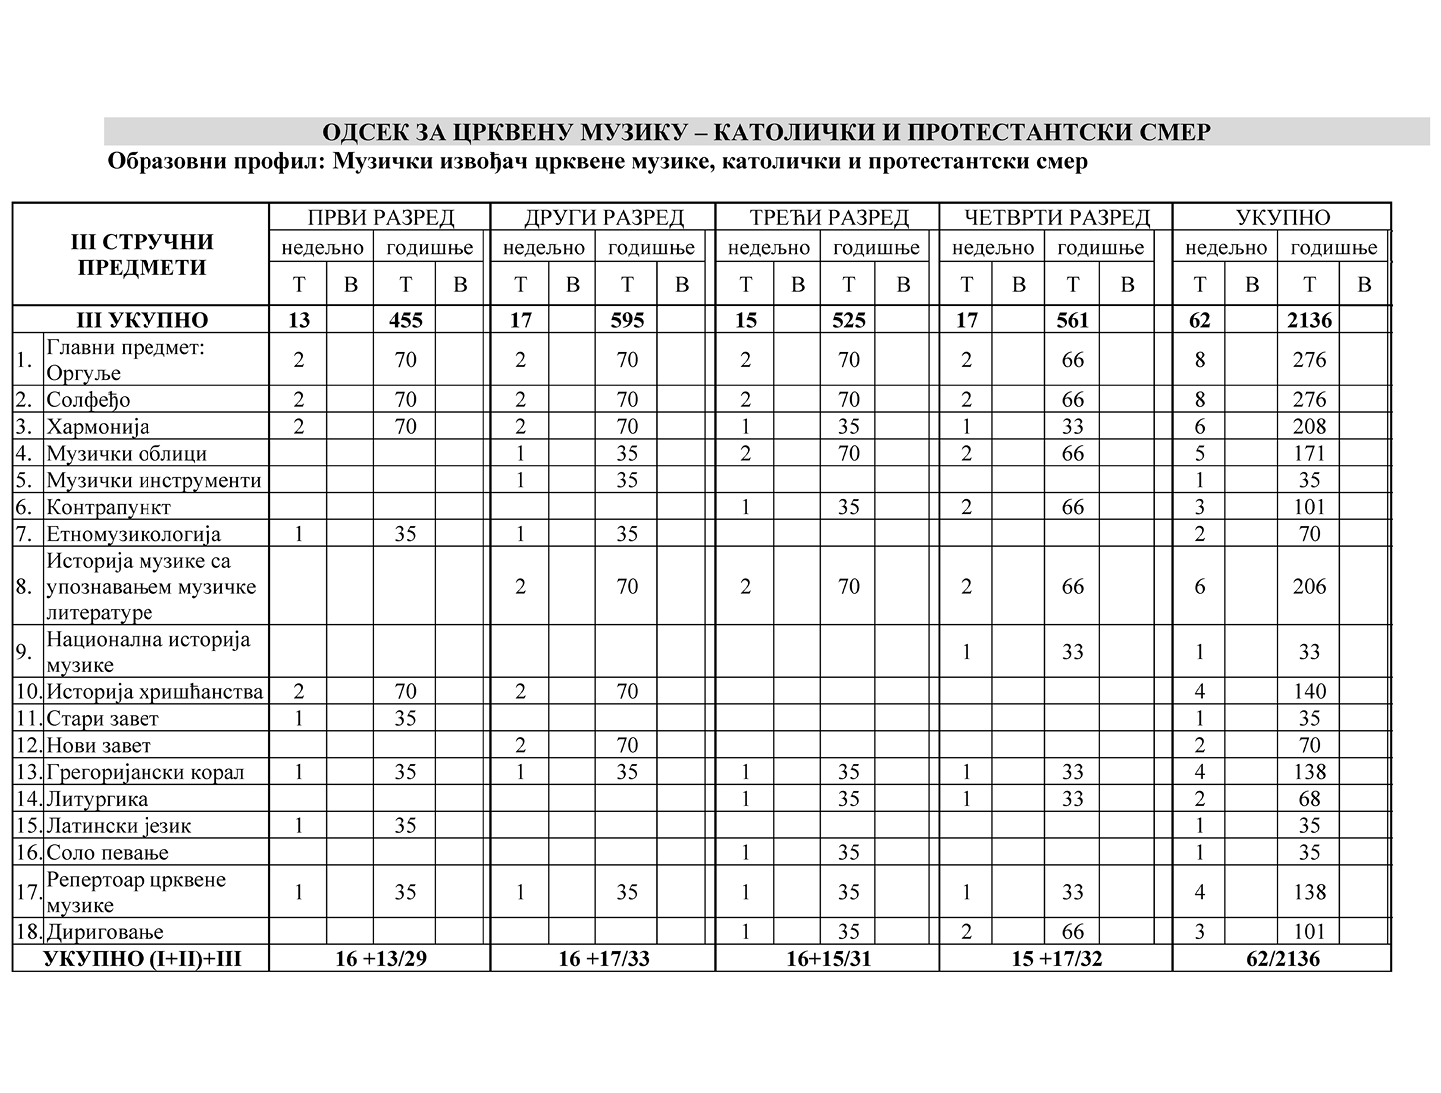 ОДСЕК ЗА ЦРКВЕНУ МУЗИКУ – КАТОЛИЧКИ И ПРОТЕСТАНТСКИ СМЕР
Образовни профил: Музички извођач црквене музике, католички и протестантски смер
III СТРУЧНИ ПРЕДМЕТИ ПРВИ РАЗРЕД ДРУГИ РАЗРЕД ТРЕЋИ РАЗРЕД ЧЕТВРТИ РАЗРЕД УКУПНО
недељно годишње недељно годишње недељно годишње недељно годишње недељно годишње
Т В Т В Т В Т В Т В Т В Т В Т В Т В Т В
III УКУПНО 13 455 17 595 15 525 17 561 62 2136
1. Главни предмет: Оргуље 2 70 2 70 2 70 2 66 8 276
2. Солфеђо 2 70 2 70 2 70 2 66 8 276
3. Хармонија 2 70 2 70 1 35 1 33 6 208
4. Музички облици 1 35 2 70 2 66 5 171
5. Музички инструменти 1 35 1 35
6. Контрапункт 1 35 2 66 3 101
7. Етномузикологија 1 35 1 35 2 70
8. Историја музике са упознавањем музичке литературе 2 70 2 70 2 66 6 206
9. Национална историја музике 1 33 1 33
10. Историја хришћанства 2 70 2 70 4 140
11. Стари завет 1 35 1 35
12. Нови завет 2 70 2 70
13. Грегоријански корал 1 35 1 35 1 35 1 33 4 138
14. Литургика 1 35 1 33 2 68
15. Латински језик 1 35 1 35
16. Соло певање 1 35 1 35
17. Репертоар црквене музике 1 35 1 35 1 35 1 33 4 138
18. Дириговање 1 35 2 66 3 101
УКУПНО (I+II)+III 16 +13/29 16 +17/33 16+15/31 15 +17/32 62/2136